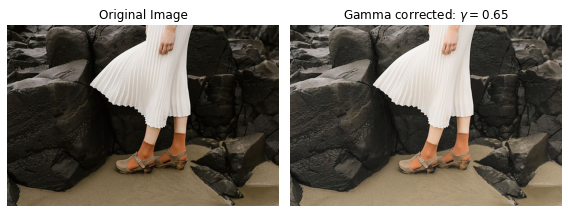 Original Image
Gamma corrected: γ = 0.65